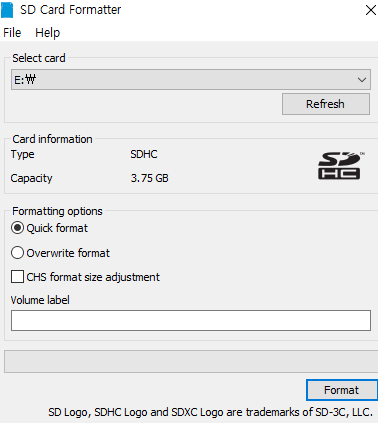 SD Card Formatter
File Help
Select card
E:₩
Refresh
Card information
Type SDHC
Capacity 3.75 GB
SD HC ™
Formatting options
Quick format
Overwrite format
CHS format size adjustment
Volume label
Format
SD Logo, SDHC Logo and SDXC Logo are trademarks of SD-3C, LLC.